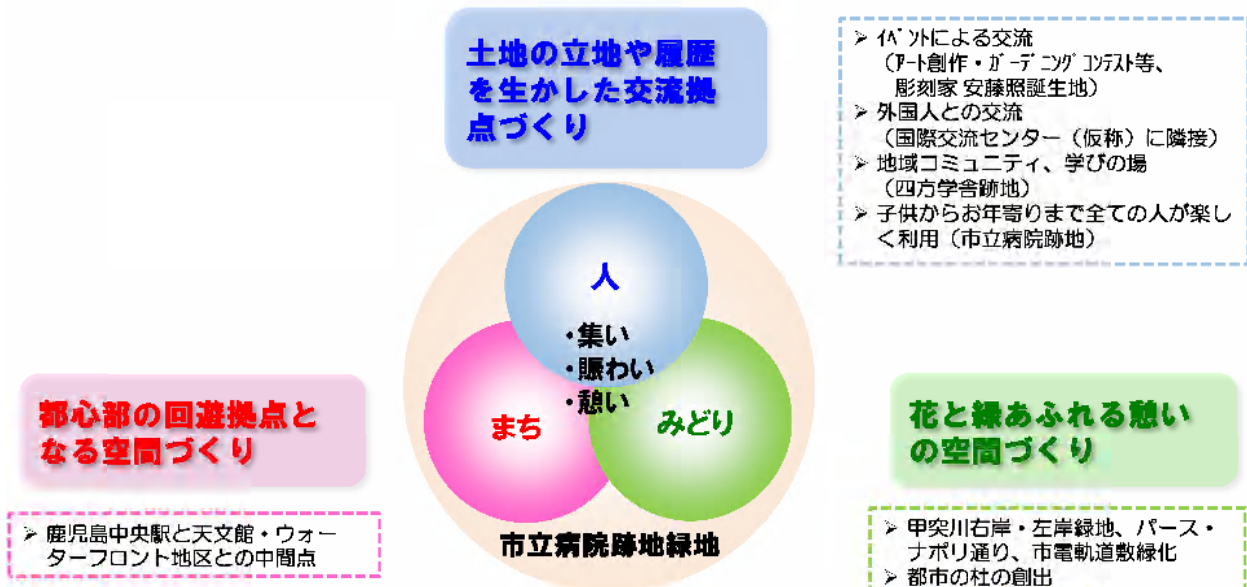 土地の立地や履歴
を生かした交流拠
点づくり
➢ イベントによる交流
（アート創作・ガーデニングコンテスト等、
彫刻家 安藤照誕生地）
➢ 外国人との交流
（国際交流センター（仮称）に隣接）
➢ 地域コミュニティ、学びの場
（四方学舎跡地）
➢ 子供からお年寄りまで全ての人が楽し
く利用（市立病院跡地）
人
・集い
・賑わい
・憩い
まち
みどり
市立病院跡地緑地
都心部の回遊拠点と
なる空間づくり
➢ 鹿児島中央駅と天文館・ウォー
ターフロント地区との中間点
花と緑あふれる憩い
の空間づくり
➢ 甲突川右岸・左岸緑地、パース・
ナポリ通り、市電軌道敷緑化
➢ 都市の杜の創出